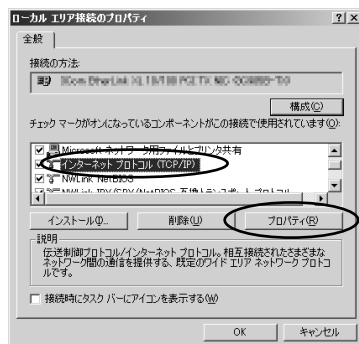 ローカル エリア接続のプロパティ
全般
接続の方法:
構成(C)
チェック マークがオンになっているコンポーネントがこの接続で使用されています(O):
Microsoft ネットワーク用ファイルとプリンタ共有
インターネット プロトコル (TCP/IP)
NWLink NetBIOS
インストール(I)...
削除(U)
プロパティ(R)
説明
伝送制御プロトコル/インターネット プロトコル。相互接続されたさまざまな
ネットワーク間の通信を提供する、既定のワイド エリア ネットワーク プロトコ
ルです。
接続時にタスク バーにアイコンを表示する(W)
OK
キャンセル